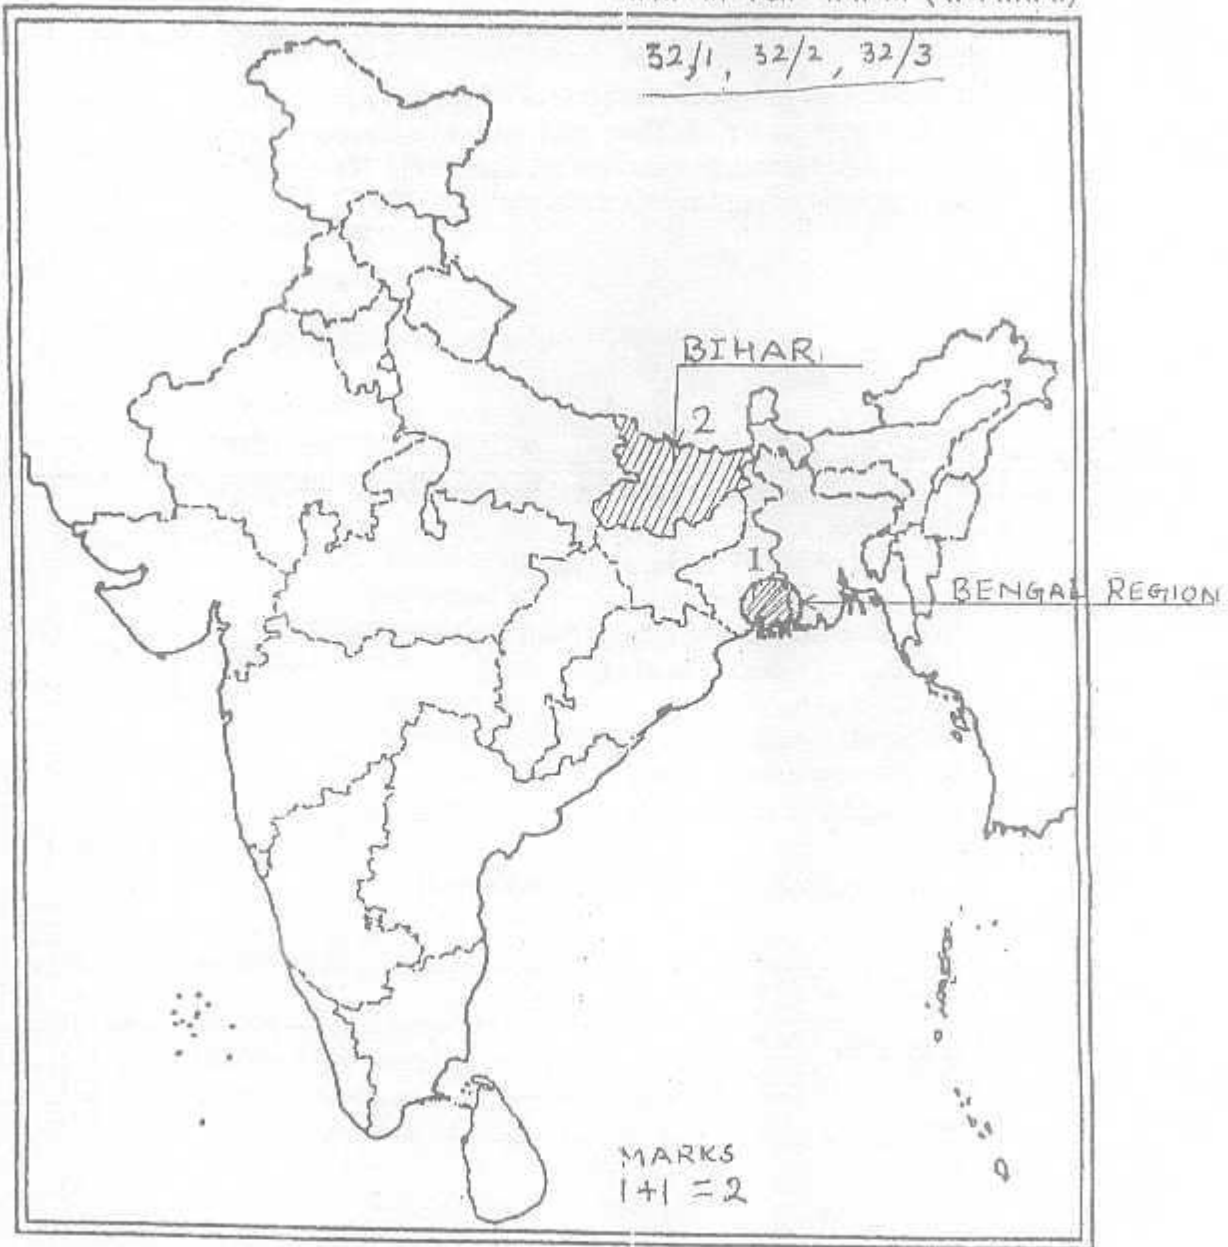 32/1, 32/2, 32/3
BIHAR
2
1
BENGAL REGION
MARKS
1+1 = 2